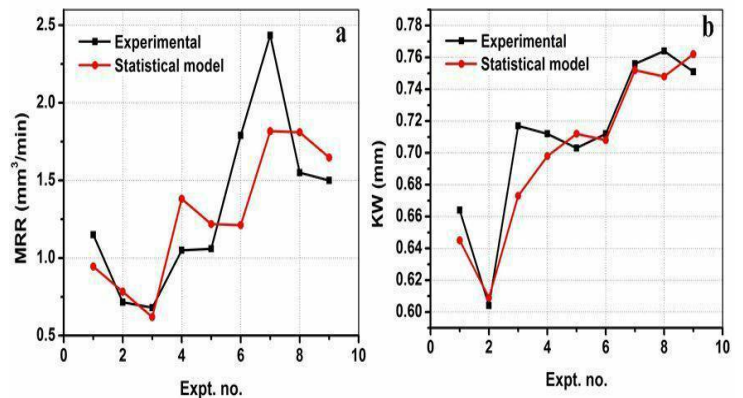 a
Experimental
Statistical model
MRR (mm³/min)
2.5
2.0
1.5
1.0
0.5
0 2 4 6 8 10
Expt. no.
b
Experimental
Statistical model
KW (mm)
0.78
0.76
0.74
0.72
0.70
0.68
0.66
0.64
0.62
0.60
0 2 4 6 8 10
Expt. no.